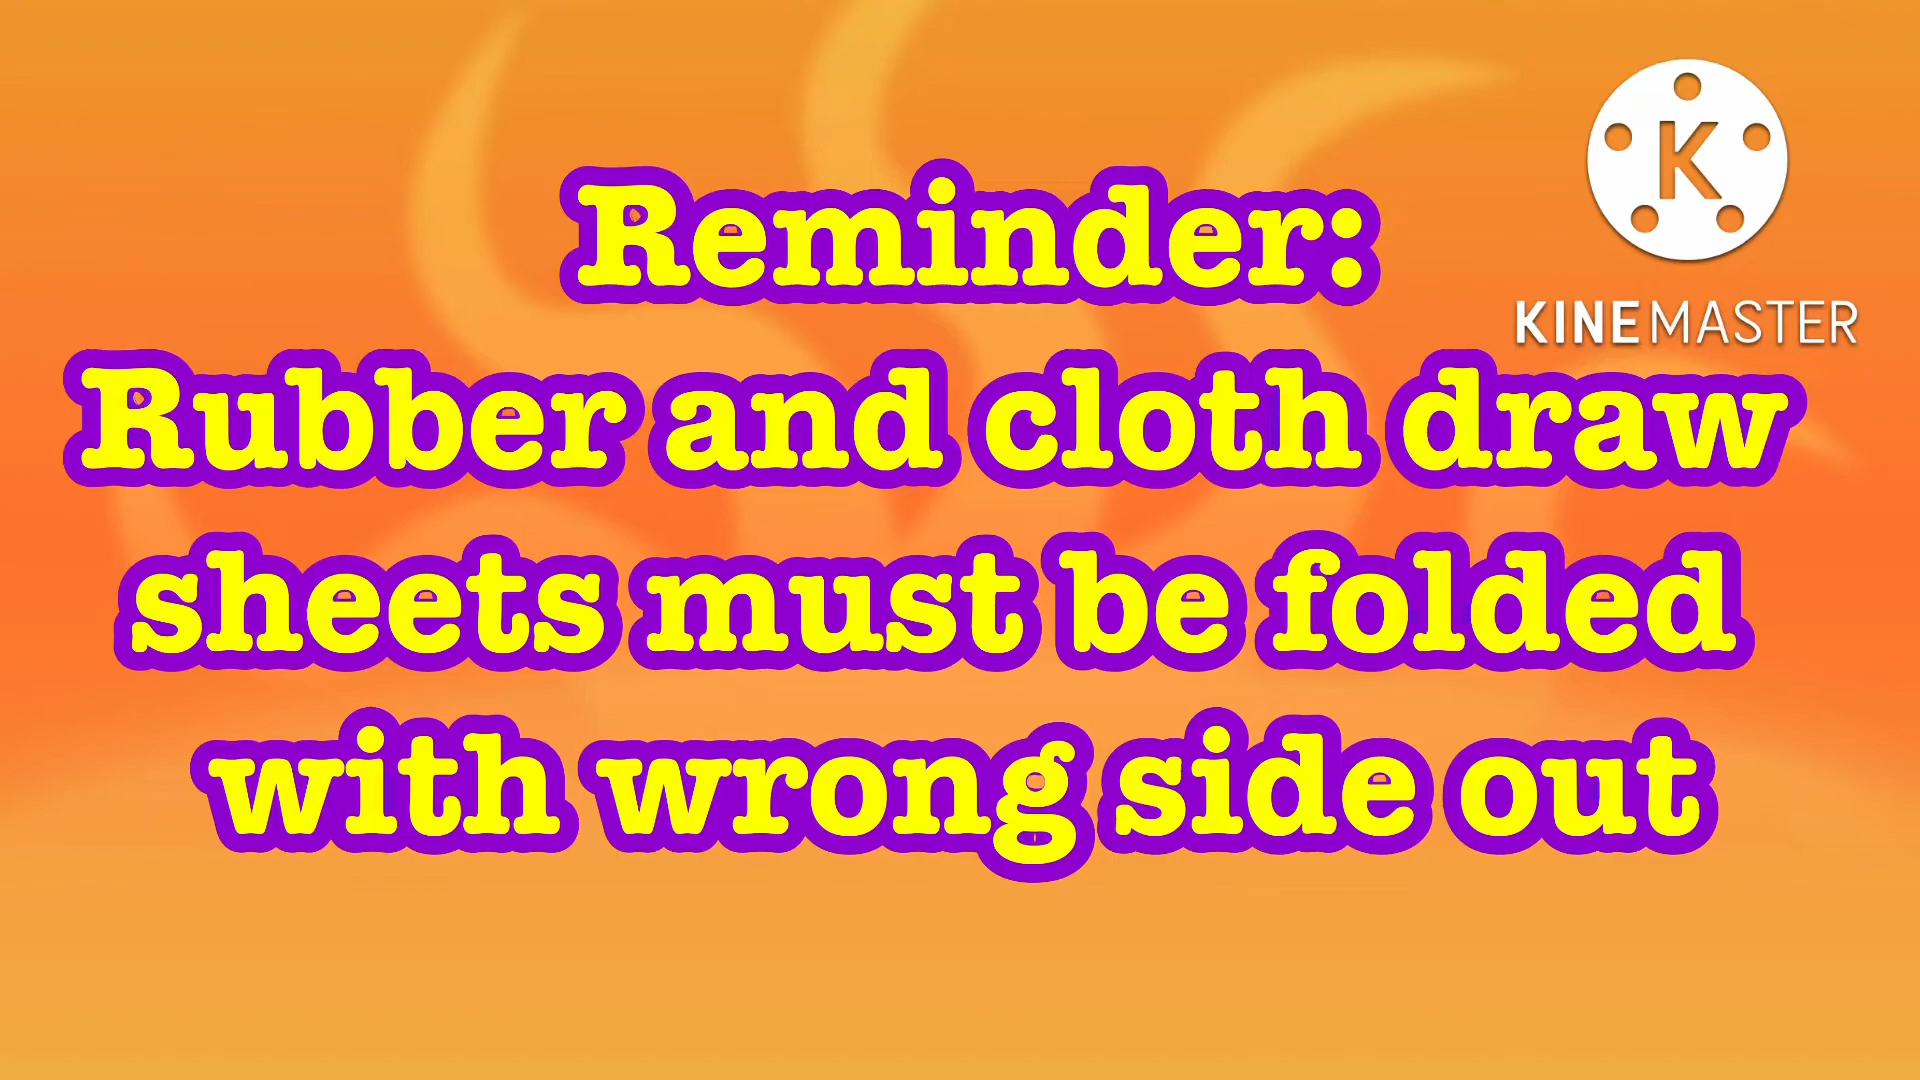 Reminder:
Rubber and cloth draw
sheets must be folded
with wrong side out
K
KINEMASTER